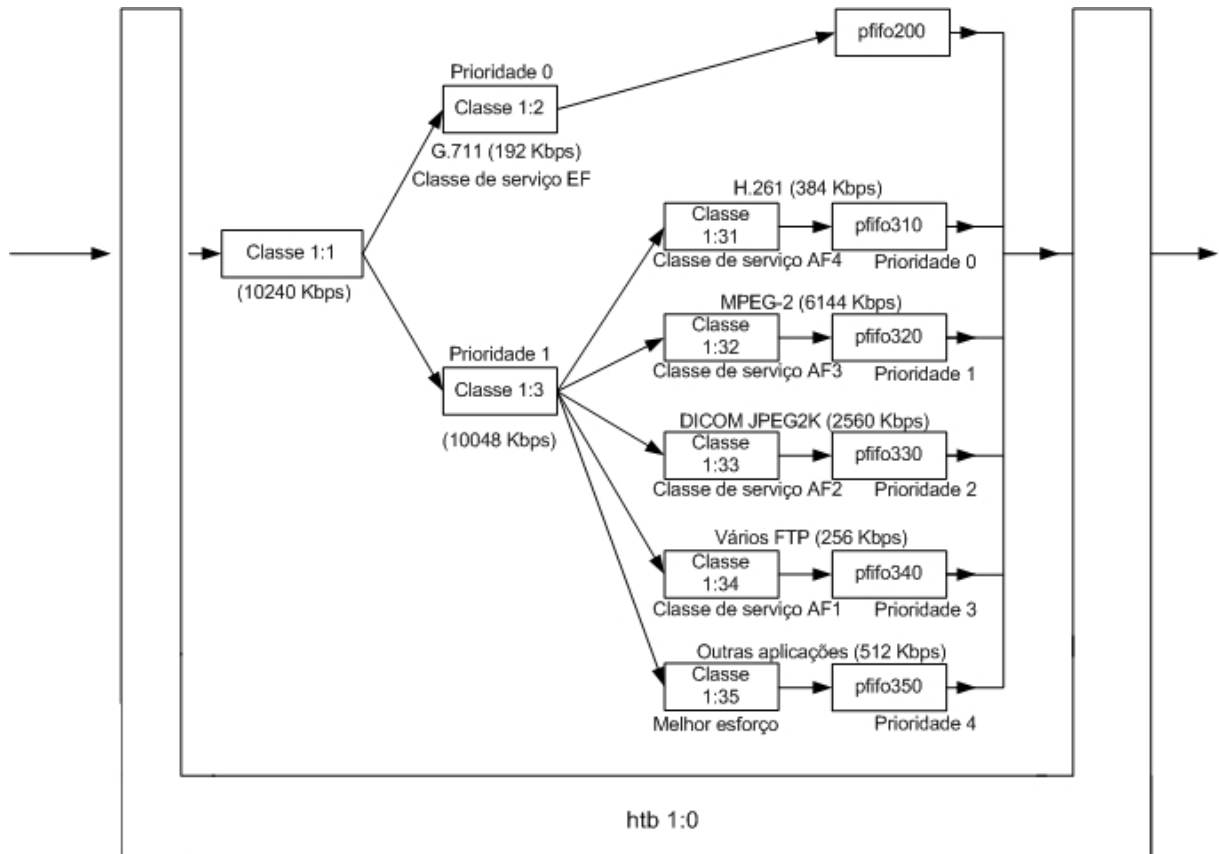 pfifo200
Prioridade 0
Classe 1:2
G.711 (192 Kbps)
Classe de serviço EF
H.261 (384 Kbps)
Classe
1:31
pfifo310
Classe de serviço AF4
Prioridade 0
Classe 1:1
(10240 Kbps)
MPEG-2 (6144 Kbps)
Classe
1:32
pfifo320
Classe de serviço AF3
Prioridade 1
Prioridade 1
Classe 1:3
(10048 Kbps)
DICOM JPEG2K (2560 Kbps)
Classe
1:33
pfifo330
Classe de serviço AF2
Prioridade 2
Vários FTP (256 Kbps)
Classe
1:34
pfifo340
Classe de serviço AF1
Prioridade 3
Outras aplicações (512 Kbps)
Classe
1:35
pfifo350
Melhor esforço
Prioridade 4
htb 1:0